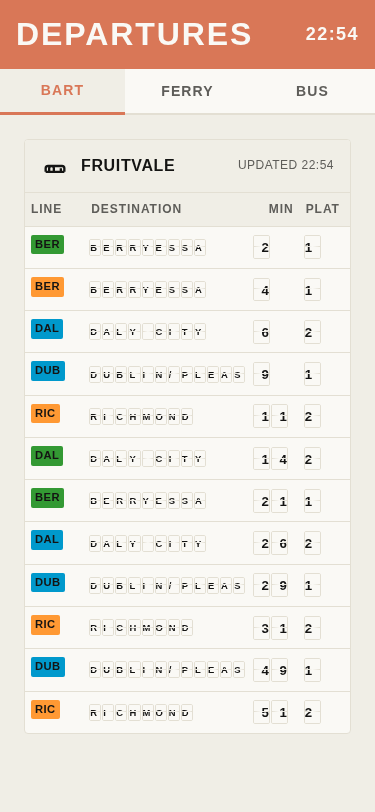 DEPARTURES 22:54
BART FERRY BUS
FRUITVALE UPDATED 22:54
LINE DESTINATION MIN PLAT
BER BERRYESSA 2 1
BER BERRYESSA 4 1
DAL DALY CITY 6 2
DUB DUBLIN/PLEAS 9 1
RIC RICHMOND 11 2
DAL DALY CITY 14 2
BER BERRYESSA 21 1
DAL DALY CITY 26 2
DUB DUBLIN/PLEAS 29 1
RIC RICHMOND 31 2
DUB DUBLIN/PLEAS 49 1
RIC RICHMOND 51 2